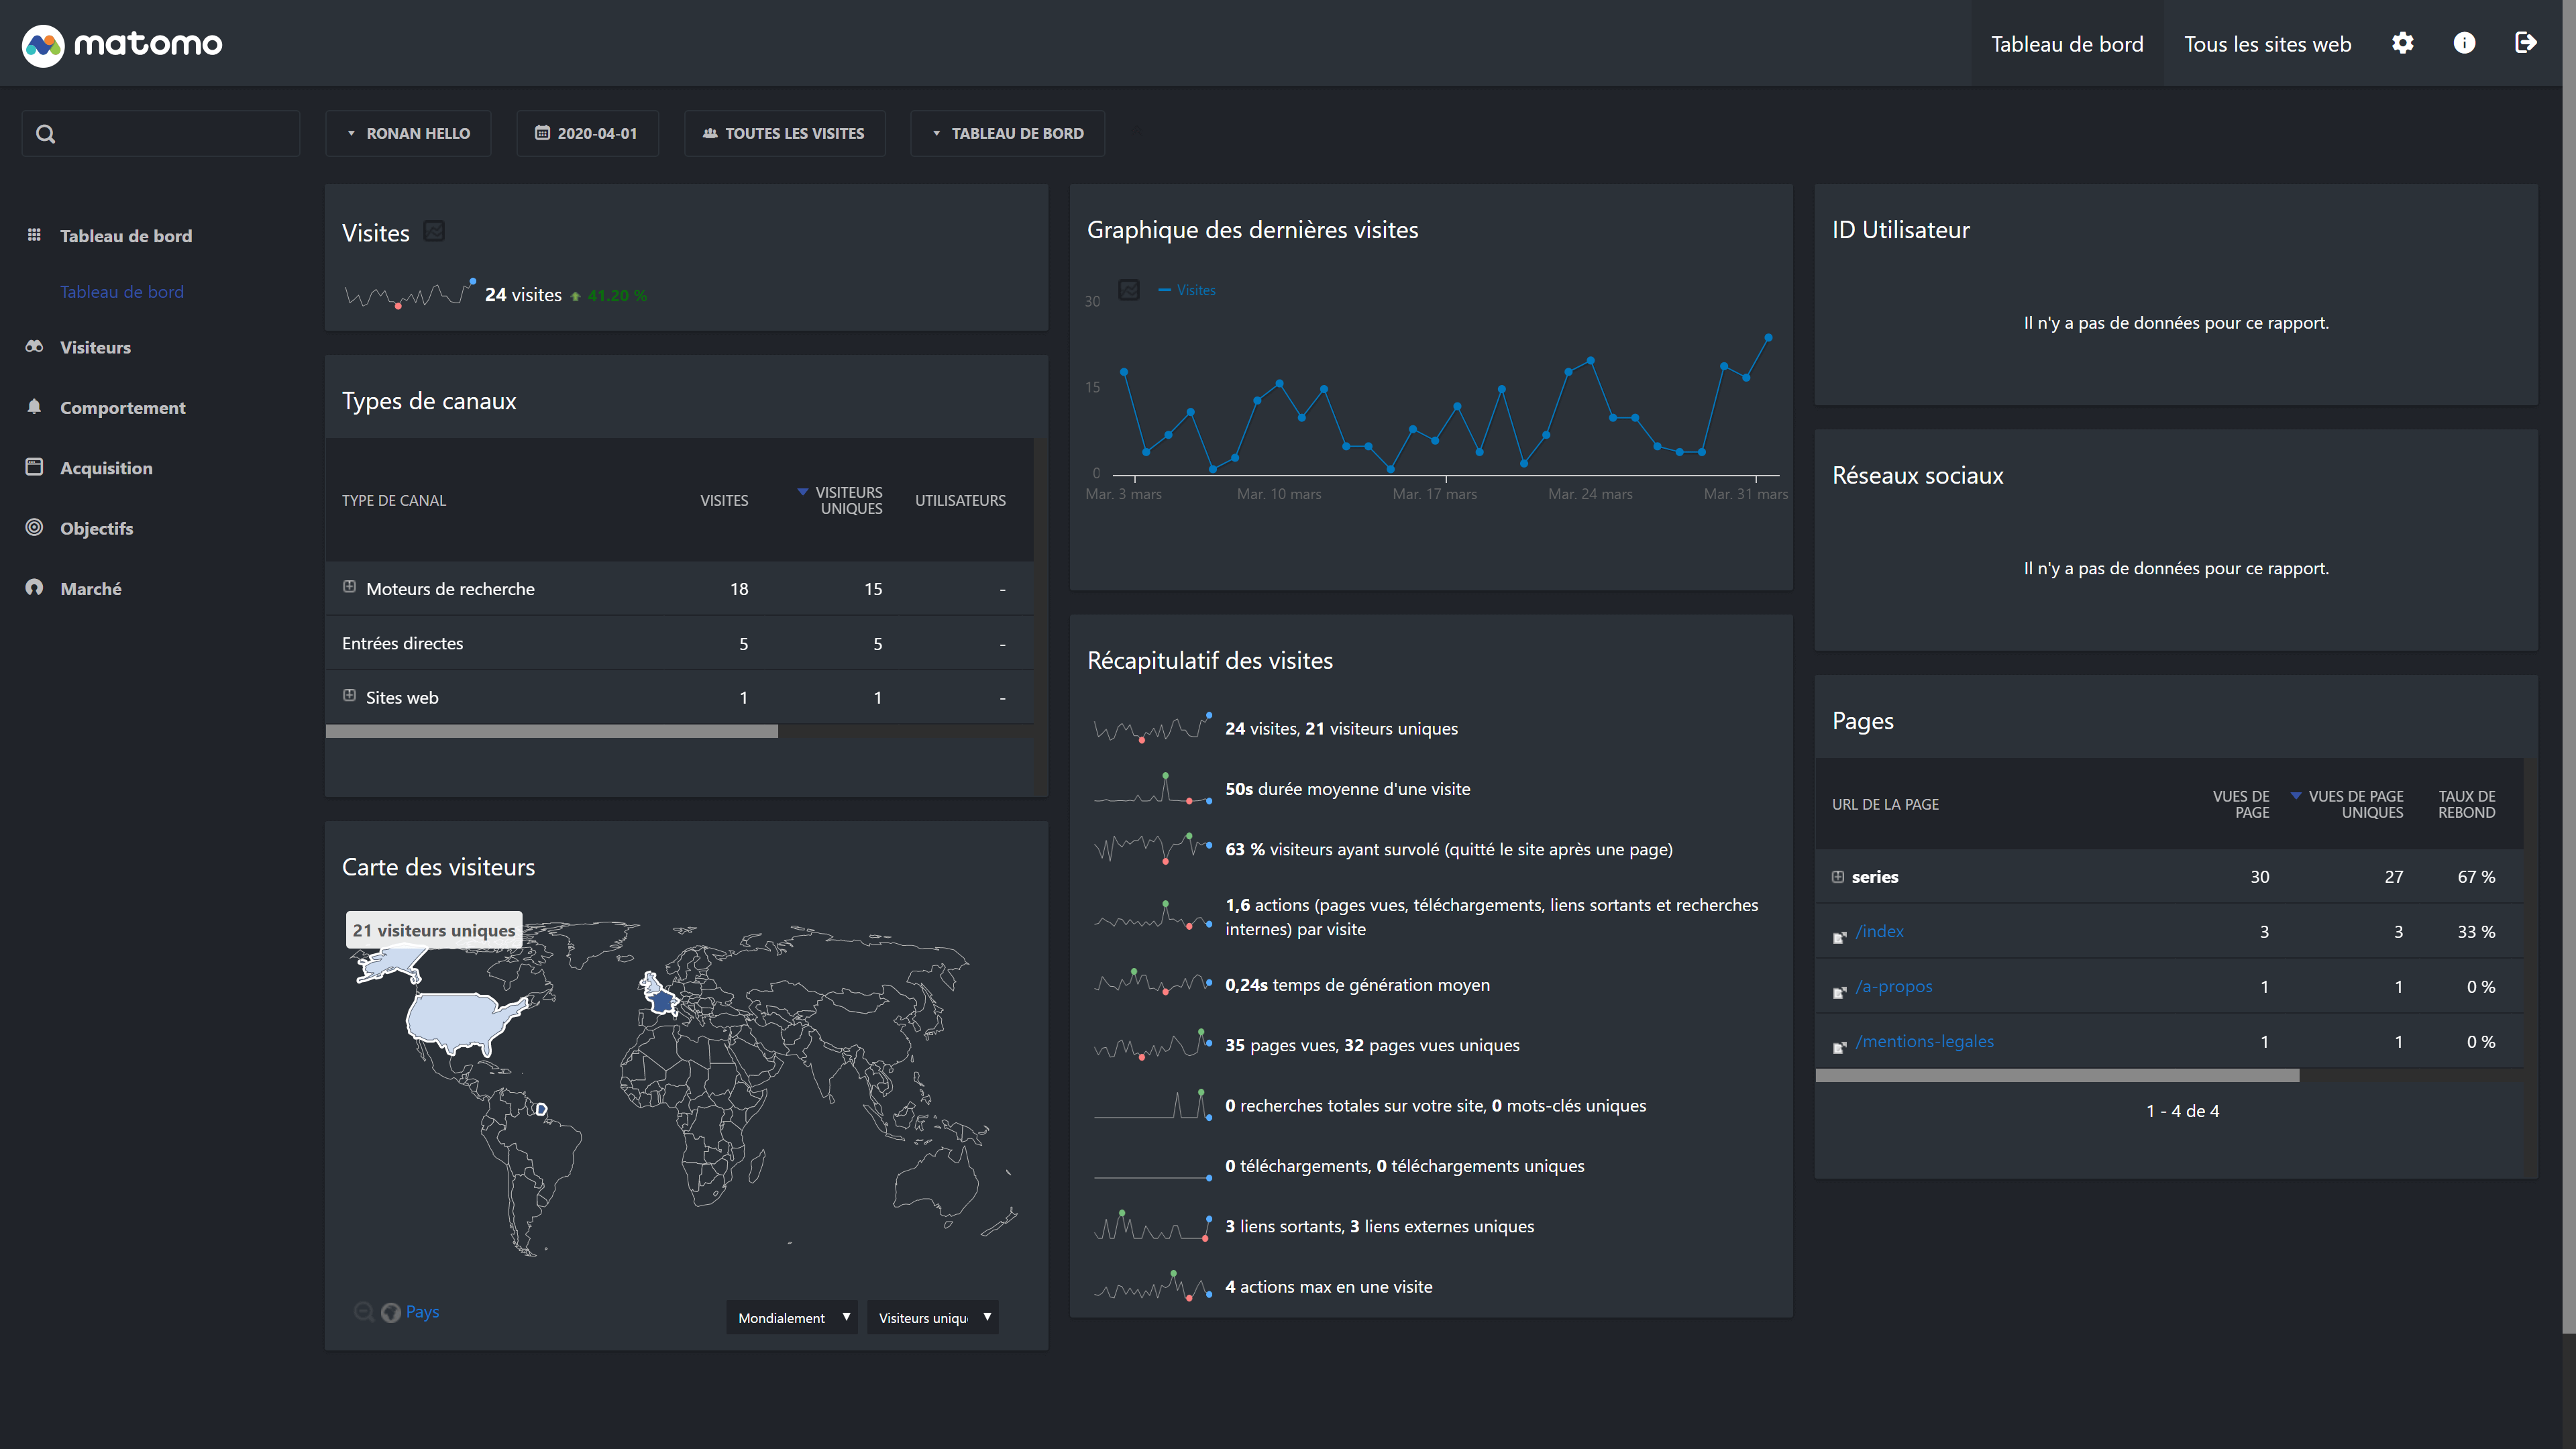 matomo
Tableau de bord
Tous les sites web
RONAN HELLO
2020-04-01
TOUTES LES VISITES
TABLEAU DE BORD
Tableau de bord
Tableau de bord
Visiteurs
Comportement
Acquisition
Objectifs
Marché
Visites
24 visites 41.20 %
Types de canaux
TYPE DE CANAL VISITES VISITEURS UNIQUES UTILISATEURS
Moteurs de recherche 18 15 -
Entrées directes 5 5 -
Sites web 1 1 -
Carte des visiteurs
21 visiteurs uniques
Pays
Mondialement
Visiteurs uniqu
Graphique des dernières visites
Visites
30
15
0
Mar. 3 mars Mar. 10 mars Mar. 17 mars Mar. 24 mars Mar. 31 mars
Récapitulatif des visites
24 visites, 21 visiteurs uniques
50s durée moyenne d'une visite
63 % visiteurs ayant survolé (quitté le site après une page)
1,6 actions (pages vues, téléchargements, liens sortants et recherches
internes) par visite
0,24s temps de génération moyen
35 pages vues, 32 pages vues uniques
0 recherches totales sur votre site, 0 mots-clés uniques
0 téléchargements, 0 téléchargements uniques
3 liens sortants, 3 liens externes uniques
4 actions max en une visite
ID Utilisateur
Il n'y a pas de données pour ce rapport.
Réseaux sociaux
Il n'y a pas de données pour ce rapport.
Pages
URL DE LA PAGE VUES DE PAGE VUES DE PAGE UNIQUES TAUX DE REBOND
series 30 27 67 %
/index 3 3 33 %
/a-propos 1 1 0 %
/mentions-legales 1 1 0 %
1 - 4 de 4